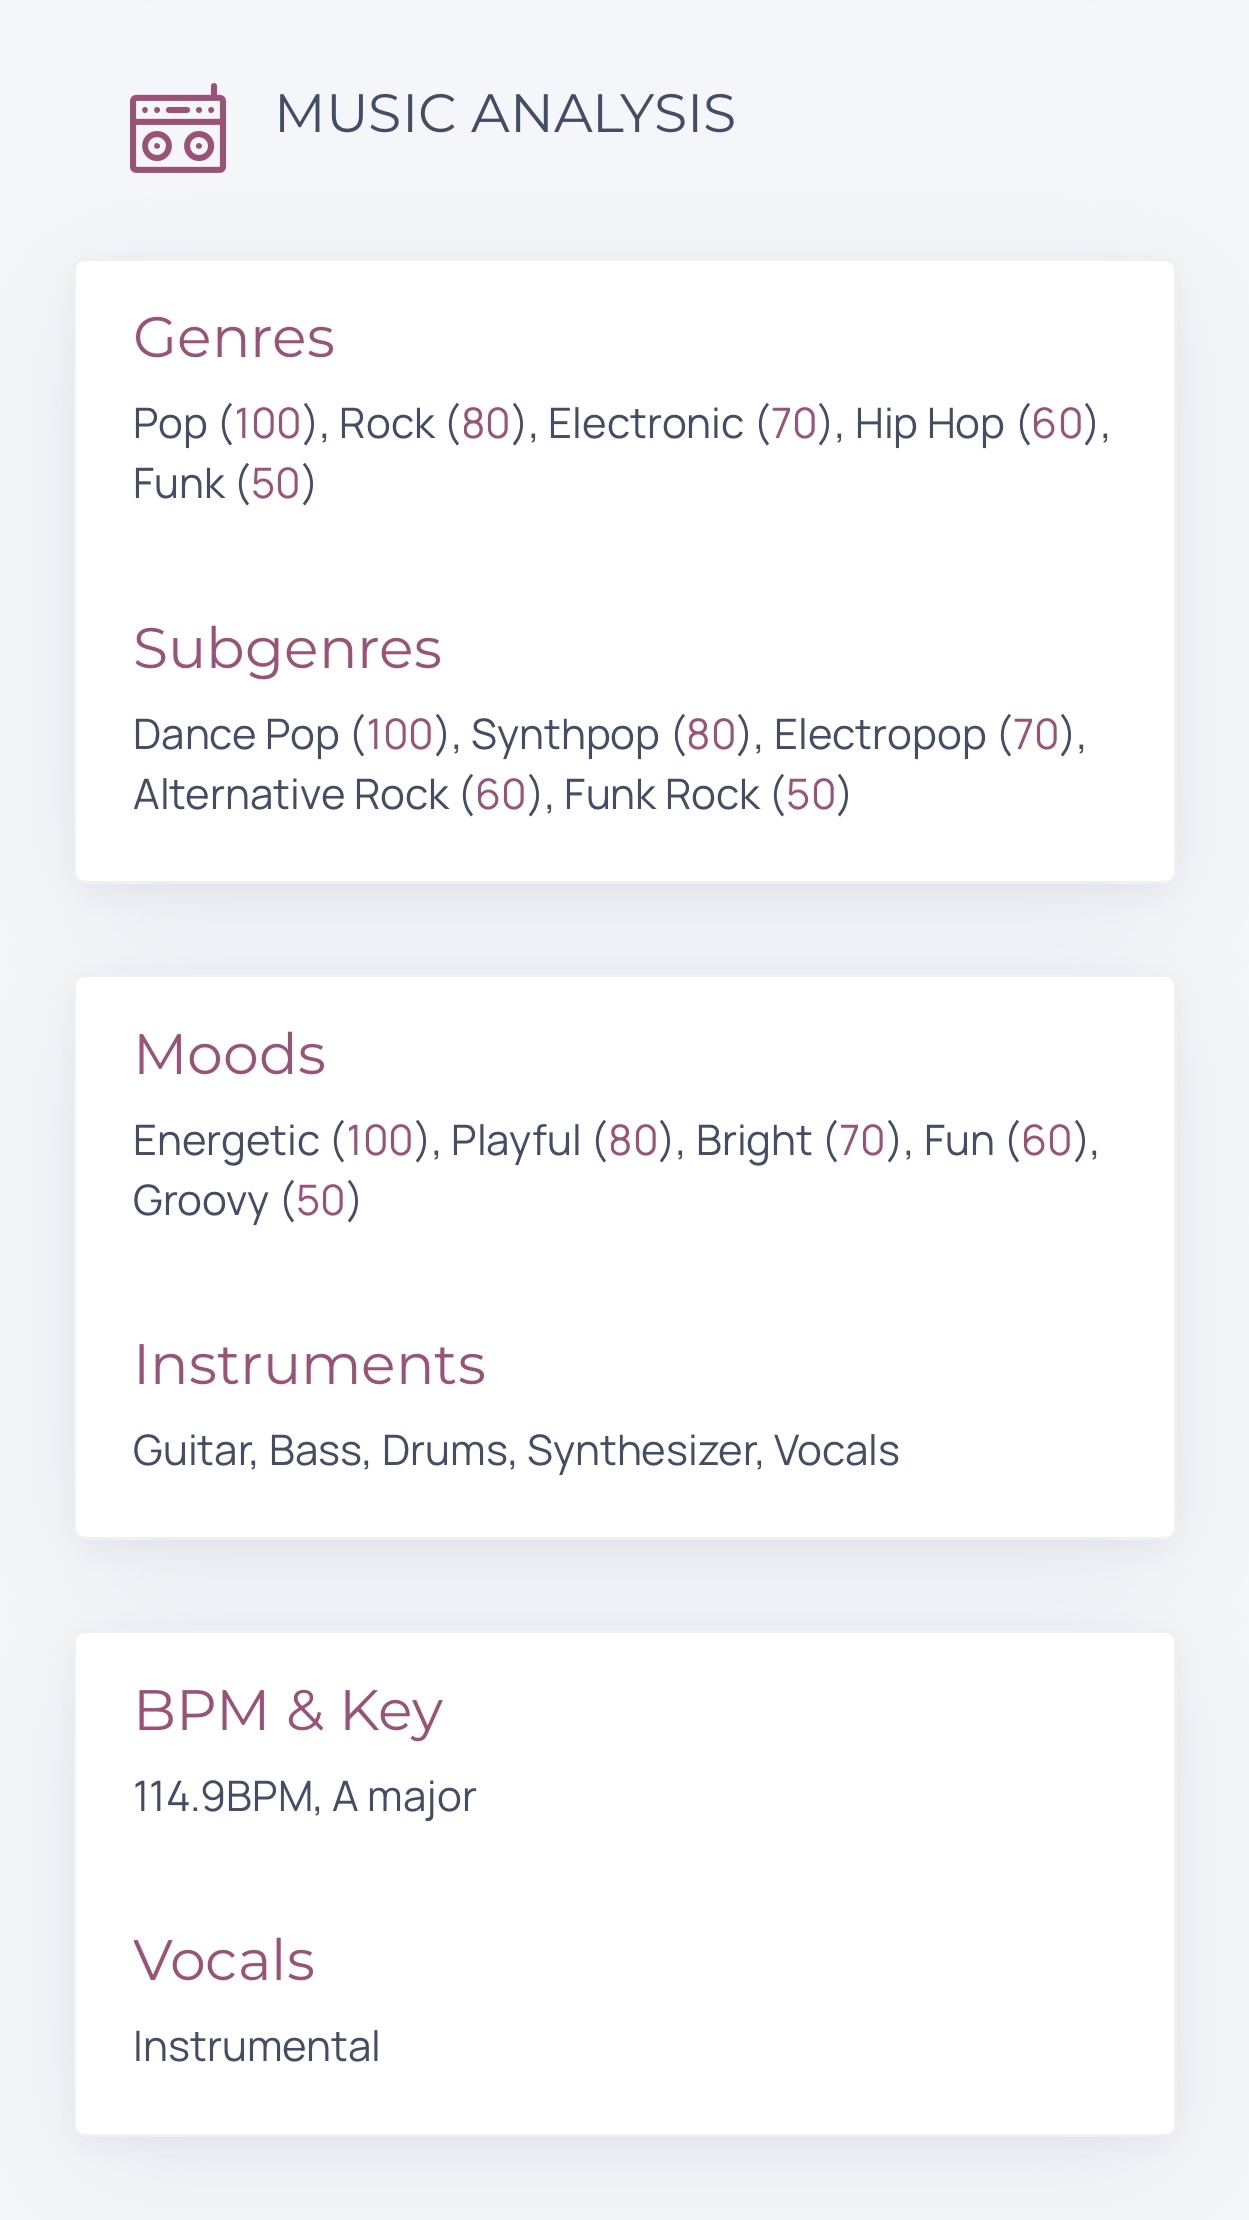 MUSIC ANALYSIS
Genres
Pop (100), Rock (80), Electronic (70), Hip Hop (60),
Funk (50)
Subgenres
Dance Pop (100), Synthpop (80), Electropop (70),
Alternative Rock (60), Funk Rock (50)
Moods
Energetic (100), Playful (80), Bright (70), Fun (60),
Groovy (50)
Instruments
Guitar, Bass, Drums, Synthesizer, Vocals
BPM & Key
114.9BPM, A major
Vocals
Instrumental